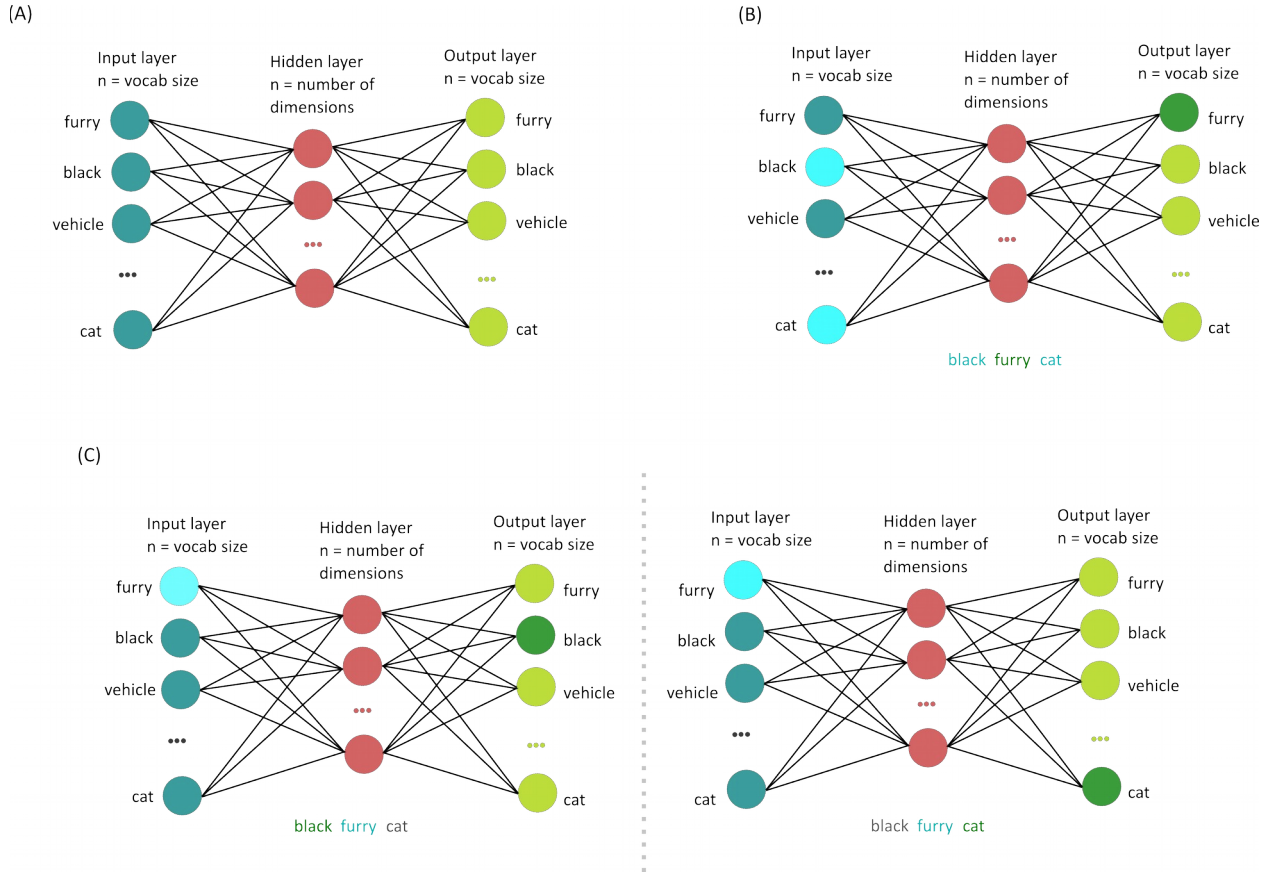 (A)
Input layer
n = vocab size
Hidden layer
n = number of
dimensions
Output layer
n = vocab size
furry
black
vehicle
cat
furry
black
vehicle
cat
(B)
Input layer
n = vocab size
Hidden layer
n = number of
dimensions
Output layer
n = vocab size
furry
black
vehicle
cat
furry
black
vehicle
cat
black furry cat
(C)
Input layer
n = vocab size
Hidden layer
n = number of
dimensions
Output layer
n = vocab size
furry
black
vehicle
cat
furry
black
vehicle
cat
black furry cat
Input layer
n = vocab size
Hidden layer
n = number of
dimensions
Output layer
n = vocab size
furry
black
vehicle
cat
furry
black
vehicle
cat
black furry cat